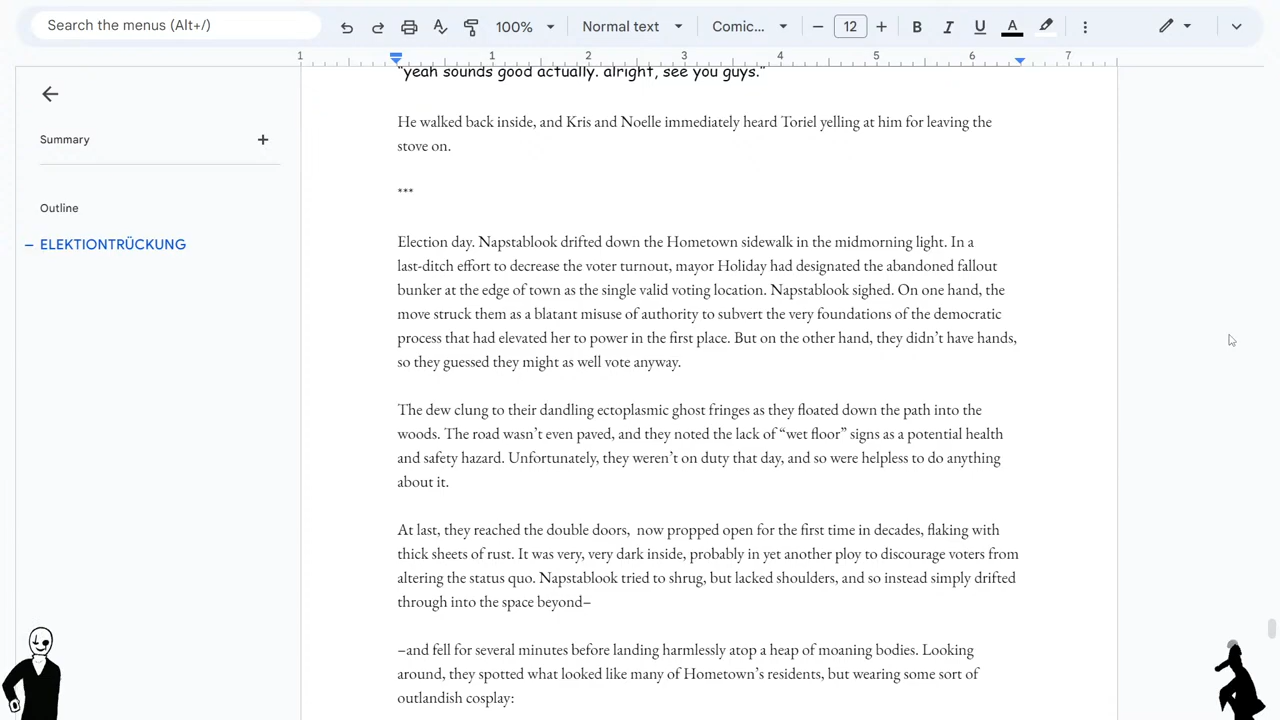 Search the menus (Alt+/)
100%
Normal text
Comic...
12
B
I
U
A
1
1
2
3
4
5
6
7
Summary
Outline
ELEKTIONTRÜCKUNG
"yeah sounds good actually. alright, see you guys."
He walked back inside, and Kris and Noelle immediately heard Toriel yelling at him for leaving the
stove on.
***
Election day. Napstablook drifted down the Hometown sidewalk in the midmorning light. In a
last-ditch effort to decrease the voter turnout, mayor Holiday had designated the abandoned fallout
bunker at the edge of town as the single valid voting location. Napstablook sighed. On one hand, the
move struck them as a blatant misuse of authority to subvert the very foundations of the democratic
process that had elevated her to power in the first place. But on the other hand, they didn’t have hands,
so they guessed they might as well vote anyway.
The dew clung to their dandling ectoplasmic ghost fringes as they floated down the path into the
woods. The road wasn’t even paved, and they noted the lack of “wet floor” signs as a potential health
and safety hazard. Unfortunately, they weren’t on duty that day, and so were helpless to do anything
about it.
At last, they reached the double doors,  now propped open for the first time in decades, flaking with
thick sheets of rust. It was very, very dark inside, probably in yet another ploy to discourage voters from
altering the status quo. Napstablook tried to shrug, but lacked shoulders, and so instead simply drifted
through into the space beyond–
–and fell for several minutes before landing harmlessly atop a heap of moaning bodies. Looking
around, they spotted what looked like many of Hometown’s residents, but wearing some sort of
outlandish cosplay: